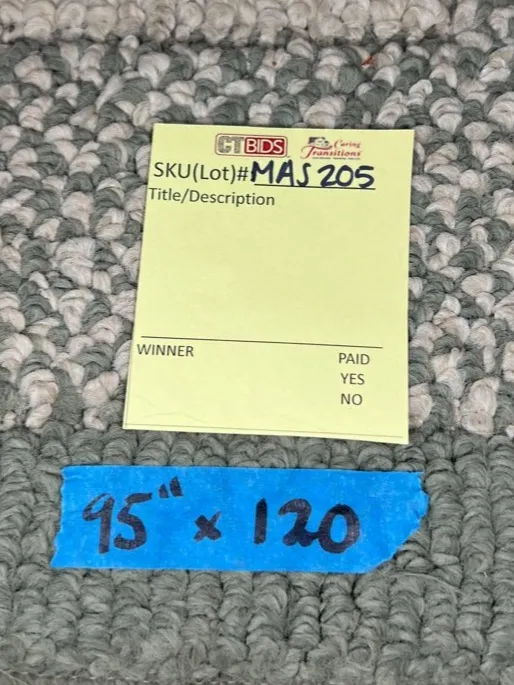 CTBIDS Caring Transitions
SKU(Lot)#MAS 205
Title/Description
WINNER PAID
YES
NO
95" x 120